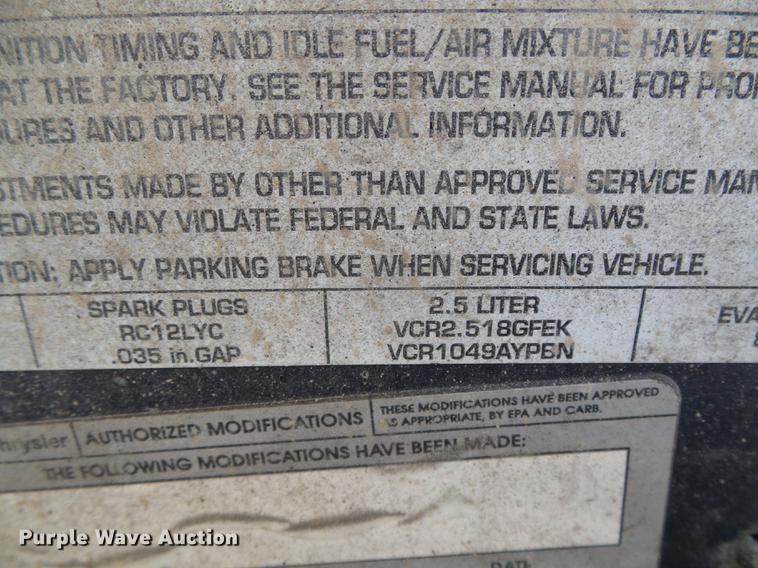 NITION TIMING AND IDLE FUEL/AIR MIXTURE HAVE BE
AT THE FACTORY. SEE THE SERVICE MANUAL FOR PROP
DURES AND OTHER ADDITIONAL INFORMATION.
STMENTS MADE BY OTHER THAN APPROVED SERVICE MAN
EDURES MAY VIOLATE FEDERAL AND STATE LAWS.
TION: APPLY PARKING BRAKE WHEN SERVICING VEHICLE.
SPARK PLUGS
RC12LYC
.035 in.GAP
2.5 LITER
VCR2.518GFEK
VCR1049AYPBN
EVA
hrysler
AUTHORIZED MODIFICATIONS
THESE MODIFICATIONS HAVE BEEN APPROVED
AS APPROPRIATE, BY EPA AND CARB.
THE FOLLOWING MODIFICATIONS HAVE BEEN MADE:
DATE
Purple Wave Auction